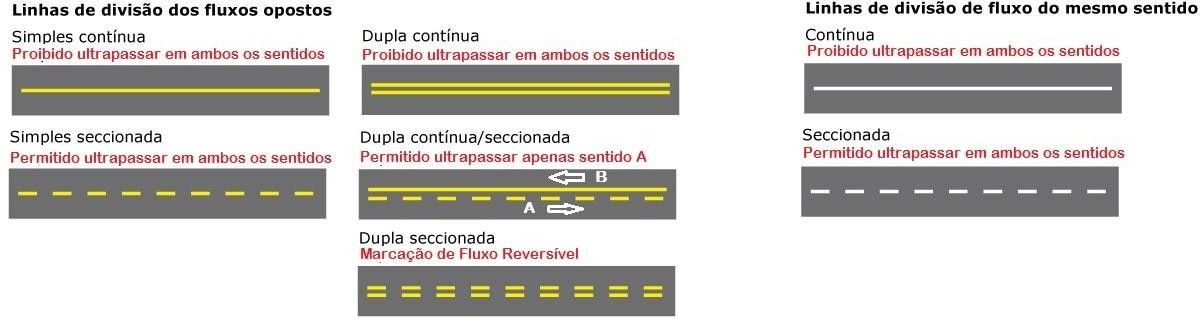 Linhas de divisão dos fluxos opostos
Simples contínua
Proibido ultrapassar em ambos os sentidos
Dupla contínua
Proibido ultrapassar em ambos os sentidos
Simples seccionada
Permitido ultrapassar em ambos os sentidos
Dupla contínua/seccionada
Permitido ultrapassar apenas sentido A
B
A
Dupla seccionada
Marcação de Fluxo Reversível
Linhas de divisão de fluxo do mesmo sentido
Contínua
Proibido ultrapassar em ambos os sentidos
Seccionada
Permitido ultrapassar em ambos os sentidos